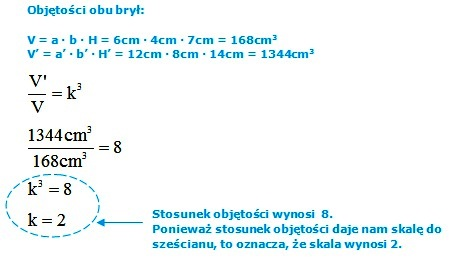 Objętości obu brył:
V = a · b · H = 6cm · 4cm · 7cm = 168cm³
V′ = a′ · b′ · H′ = 12cm · 8cm · 14cm = 1344cm³
V'/V = k³
1344cm³/168cm³ = 8
k³ = 8
k = 2
Stosunek objętości wynosi 8.
Ponieważ stosunek objętości daje nam skalę do
sześcianu, to oznacza, że skala wynosi 2.